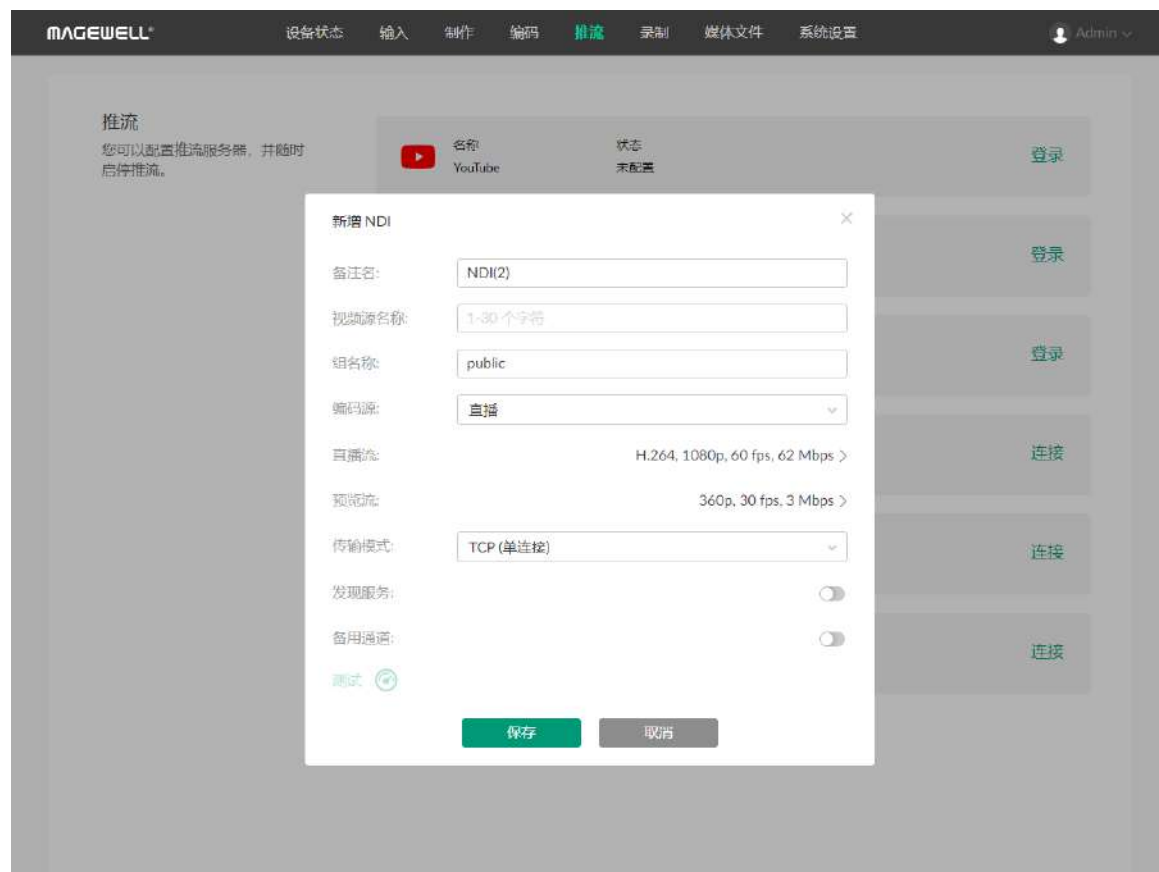 MAGEWELL 设备状态 输入 制作 编码 推流 录制 媒体文件 系统设置 Admin
推流
您可以配置推流服务器，并随时
启停推流。
名称 状态
YouTube 未配置
登录
登录
登录
连接
连接
连接
新增 NDI
备注名: NDI(2)
视频源名称: 1-30 个字符
组名称: public
编码源: 直播
直播流: H.264, 1080p, 60 fps, 62 Mbps >
预览流: 360p, 30 fps, 3 Mbps >
传输模式: TCP (单连接)
发现服务:
备用通道:
测试
保存 取消